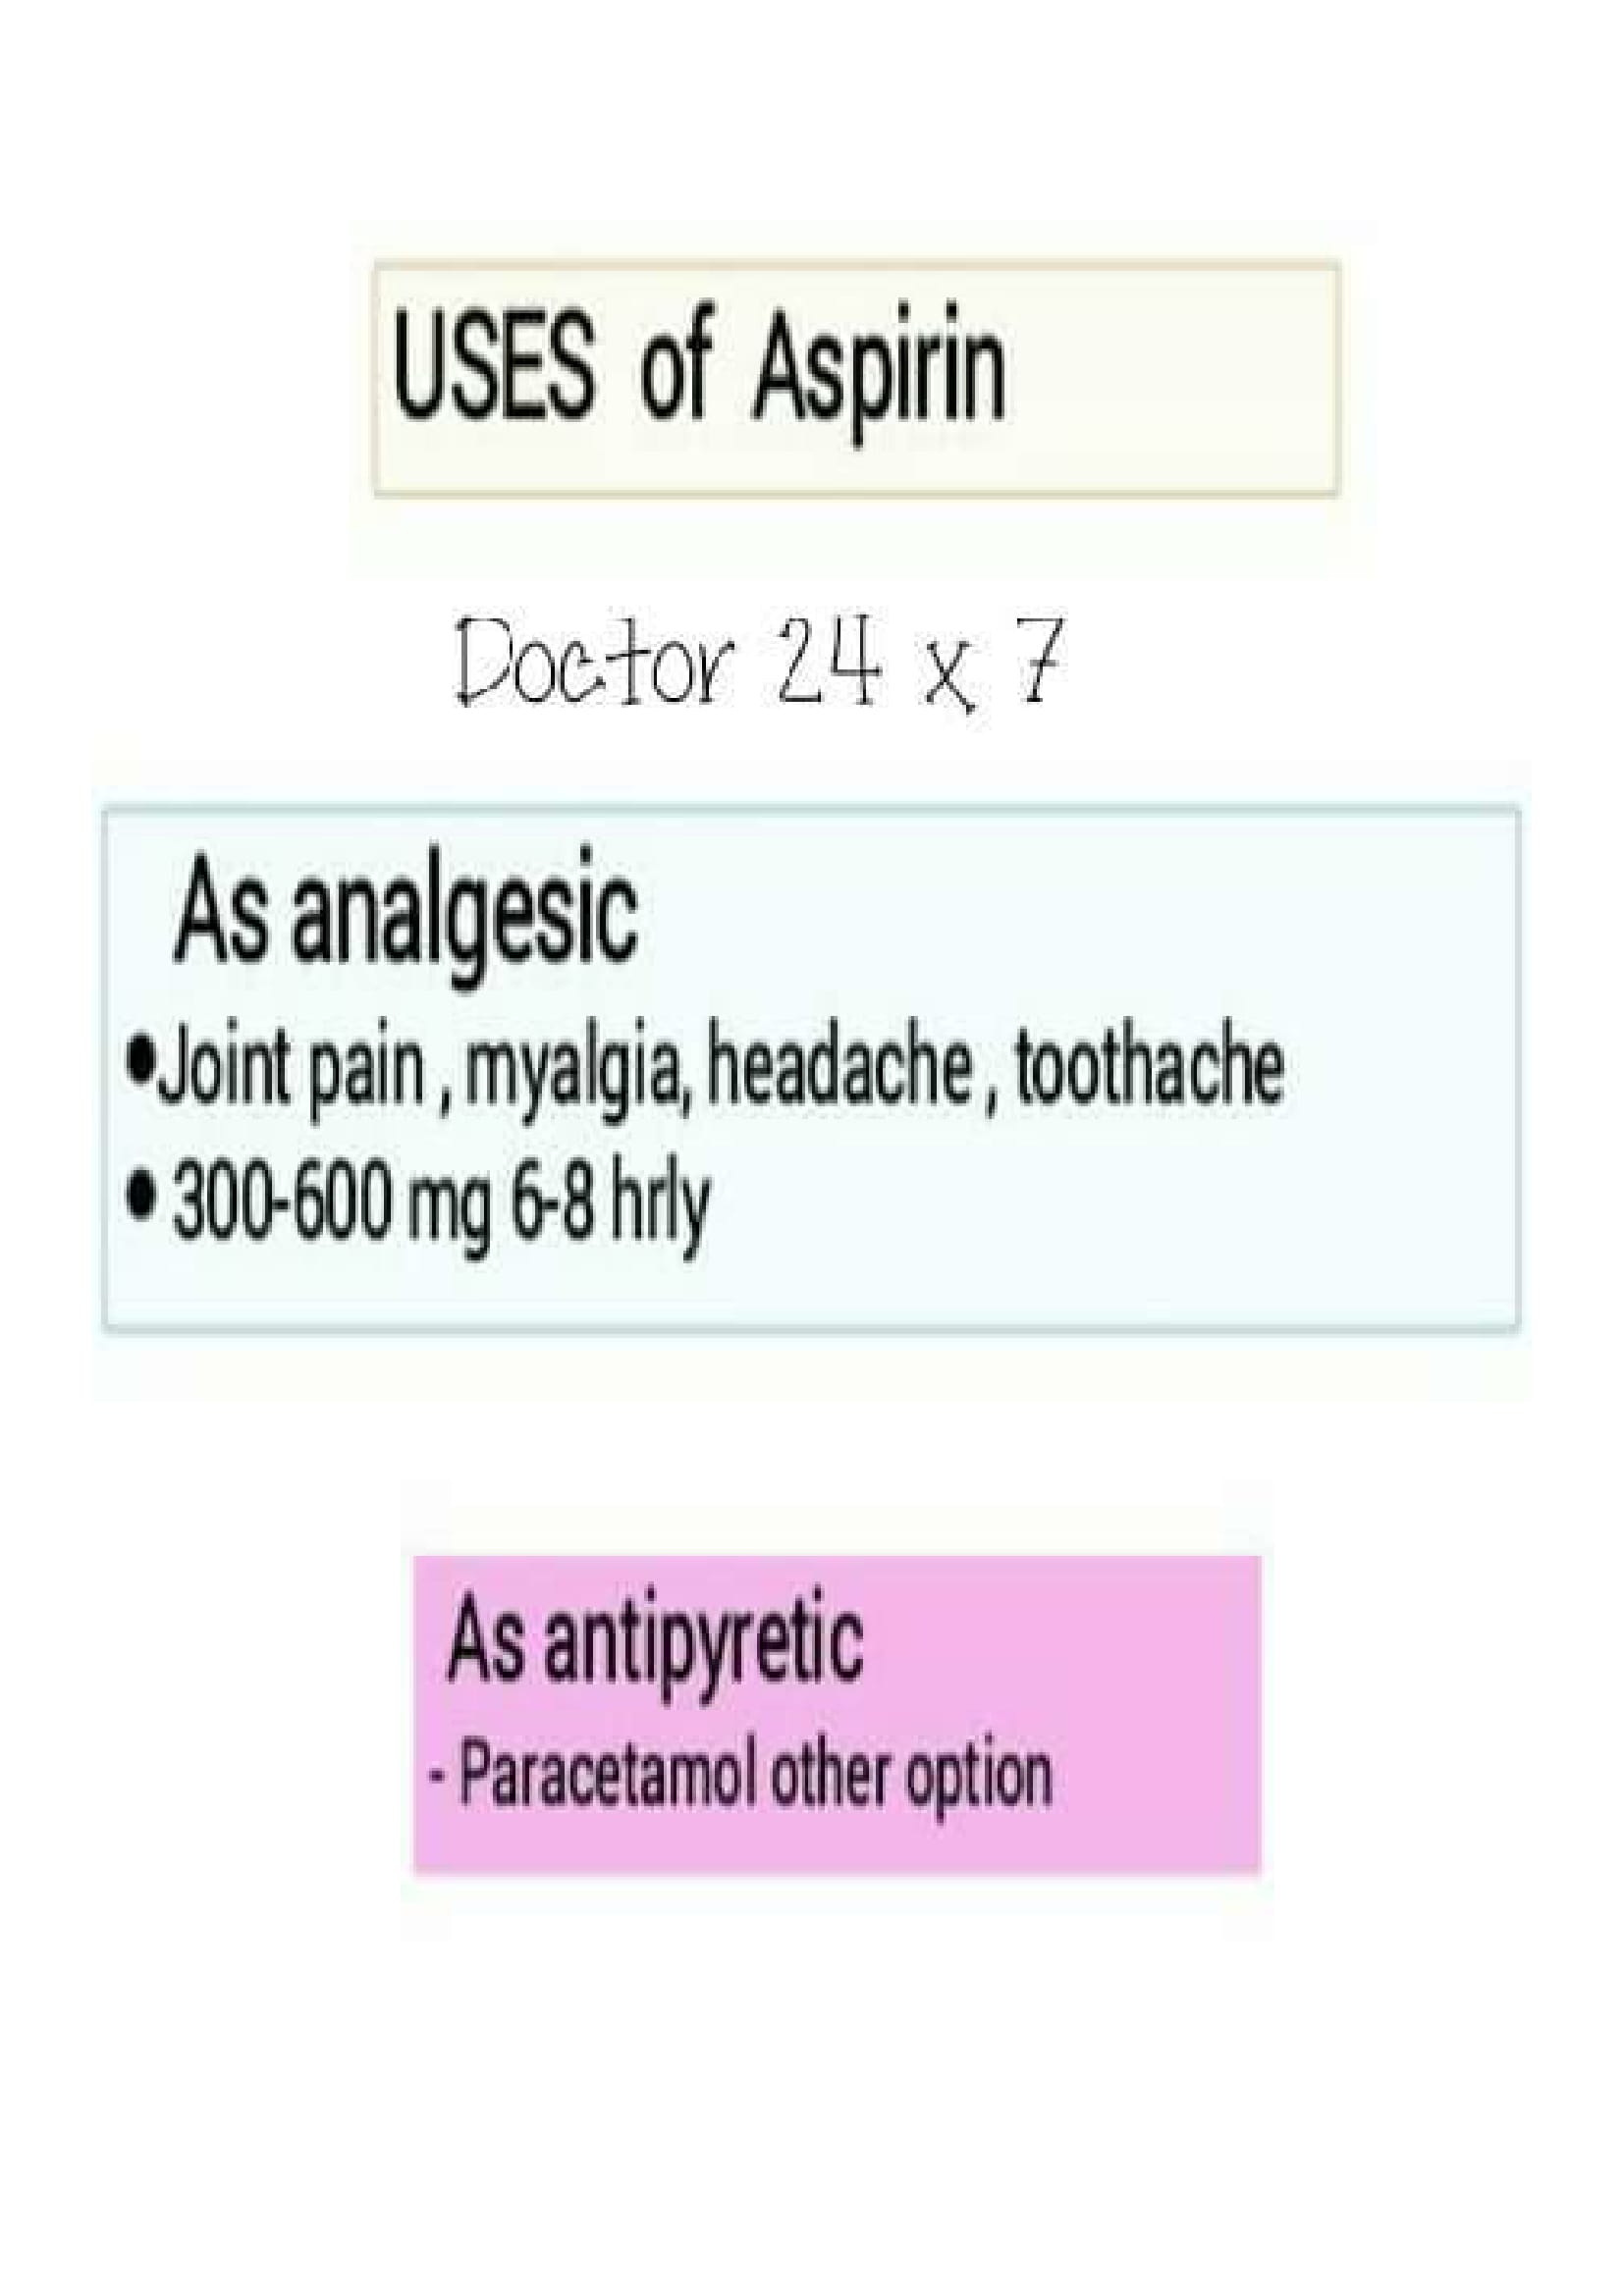 USES of Aspirin
Doctor 24 x 7
As analgesic
•Joint pain , myalgia, headache , toothache
• 300-600 mg 6-8 hrly
As antipyretic
- Paracetamol other option